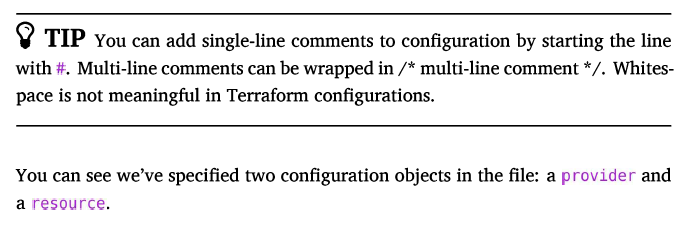 TIP You can add single-line comments to configuration by starting the line
with #. Multi-line comments can be wrapped in /* multi-line comment */. Whites-
pace is not meaningful in Terraform configurations.
You can see we’ve specified two configuration objects in the file: a provider and
a resource.